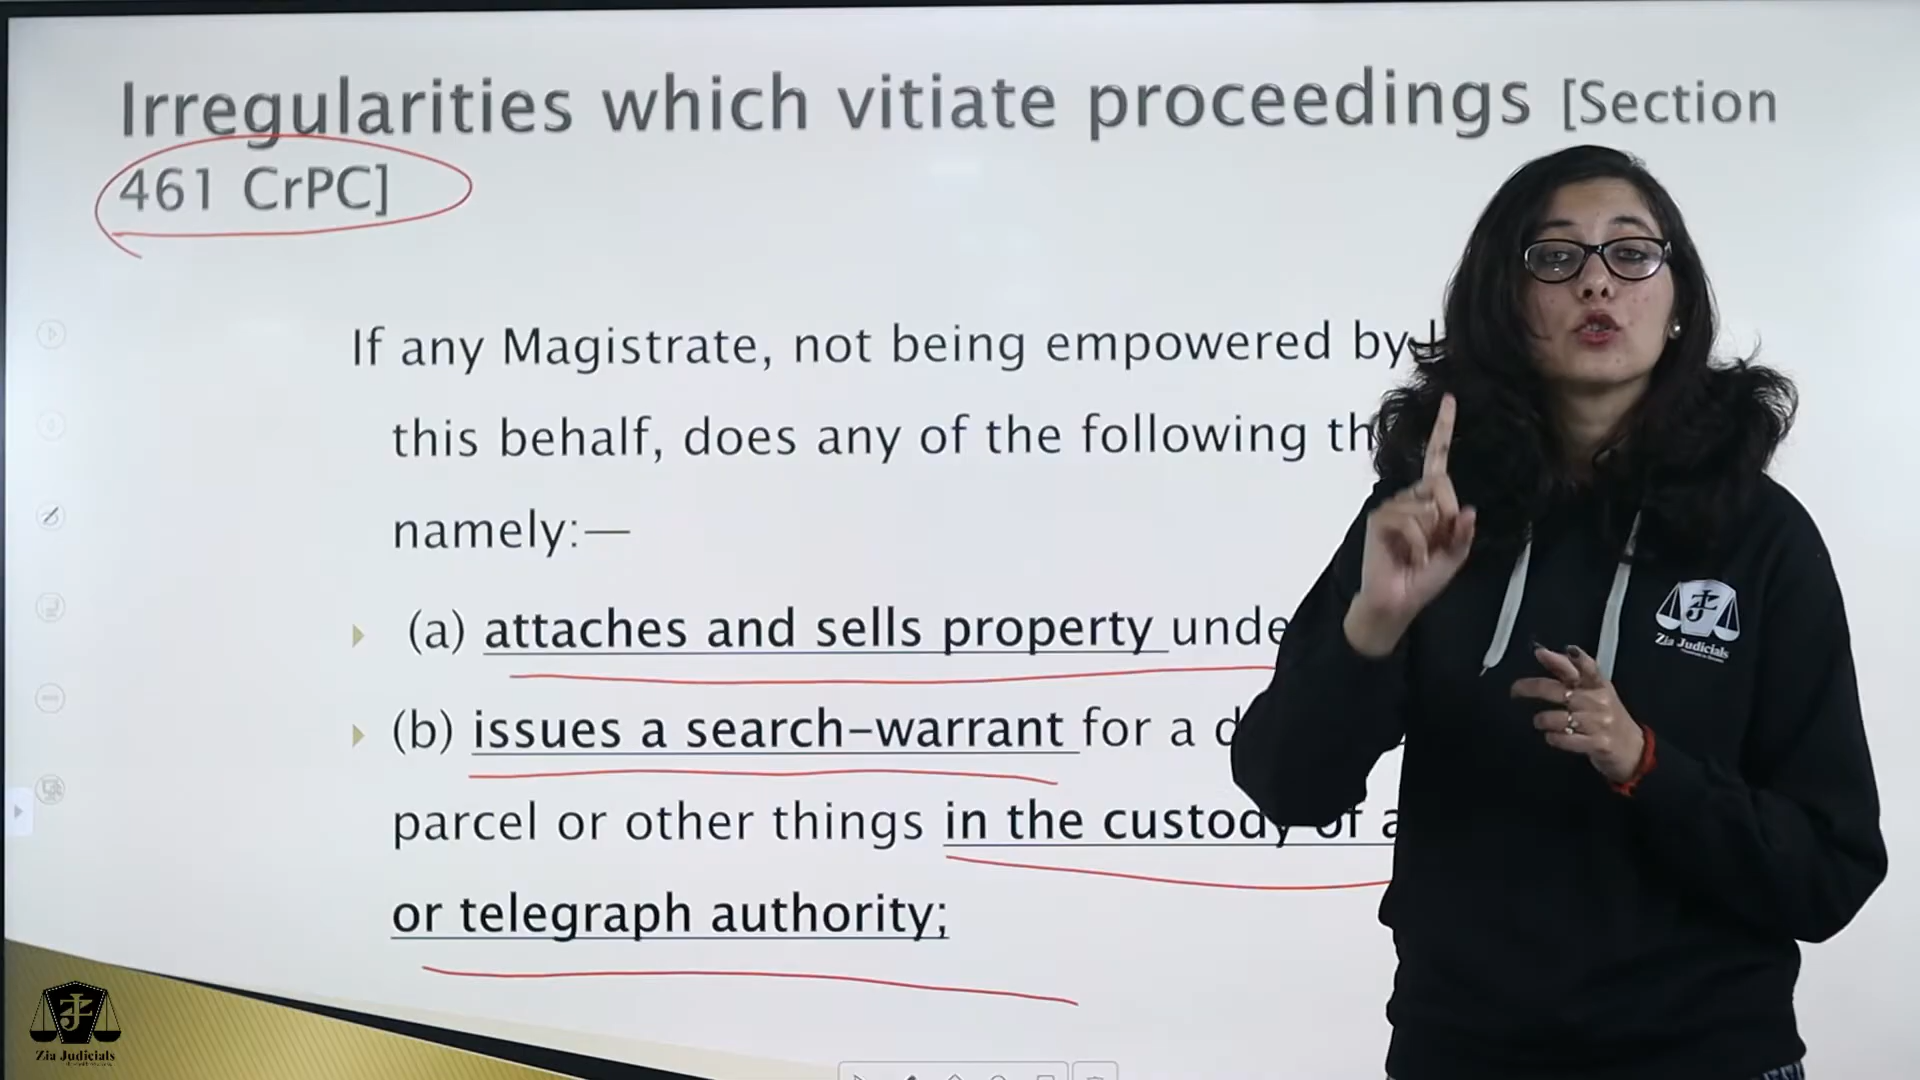 Irregularities which vitiate proceedings [Section
461 CrPC]
If any Magistrate, not being empowered by
this behalf, does any of the following th
namely:—
(a) attaches and sells property unde
(b) issues a search-warrant for a d
parcel or other things in the custody of a
or telegraph authority;
Zia Judicials
Zia Judicials